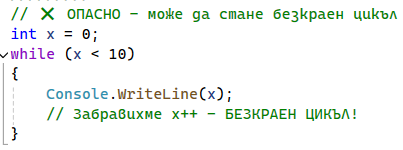 // ❌ ОПАСНО – може да стане безкраен цикъл
int x = 0;
while (x < 10)
{
    Console.WriteLine(x);
    // Забравихме x++ – БЕЗКРАЕН ЦИКЪЛ!
}